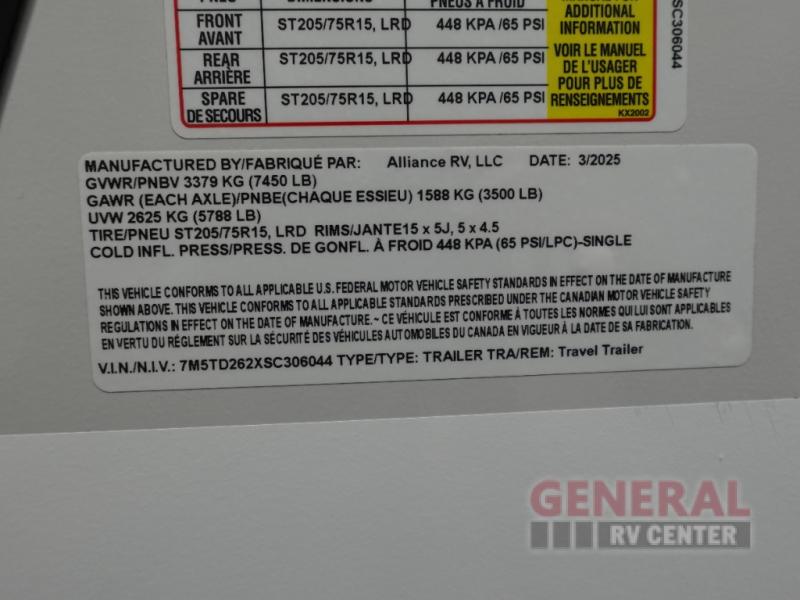 PNEUS À FROID
ADDITIONAL
INFORMATION
FRONT
AVANT
ST205/75R15, LRD
448 KPA /65 PSI
REAR
ARRIÈRE
ST205/75R15, LRD
448 KPA /65 PSI
SPARE
DE SECOURS
ST205/75R15, LRD
448 KPA /65 PSI
VOIR LE MANUEL
DE L'USAGER
POUR PLUS DE
RENSEIGNEMENTS
KX2002
SC306044
MANUFACTURED BY/FABRIQUÉ PAR: Alliance RV, LLC DATE: 3/2025
GVWR/PNBV 3379 KG (7450 LB)
GAWR (EACH AXLE)/PNBE(CHAQUE ESSIEU) 1588 KG (3500 LB)
UVW 2625 KG (5788 LB)
TIRE/PNEU ST205/75R15, LRD RIMS/JANTE15 x 5J, 5 x 4.5
COLD INFL. PRESS/PRESS. DE GONFL. À FROID 448 KPA (65 PSI/LPC)-SINGLE
THIS VEHICLE CONFORMS TO ALL APPLICABLE U.S. FEDERAL MOTOR VEHICLE SAFETY STANDARDS IN EFFECT ON THE DATE OF MANUFACTURE
SHOWN ABOVE. THIS VEHICLE CONFORMS TO ALL APPLICABLE STANDARDS PRESCRIBED UNDER THE CANADIAN MOTOR VEHICLE SAFETY
REGULATIONS IN EFFECT ON THE DATE OF MANUFACTURE.~ CE VÉHICULE EST CONFORME À TOUTES LES NORMES QUI LUI SONT APPLICABLES
EN VERTU DU RÉGLEMENT SUR LA SÉCURITÉ DES VÉHICULES AUTOMOBILES DU CANADA EN VIGUEUR À LA DATE DE SA FABRICATION.
V.I.N./N.I.V.: 7M5TD262XSC306044 TYPE/TYPE: TRAILER TRA/REM: Travel Trailer
GENERAL
RV CENTER